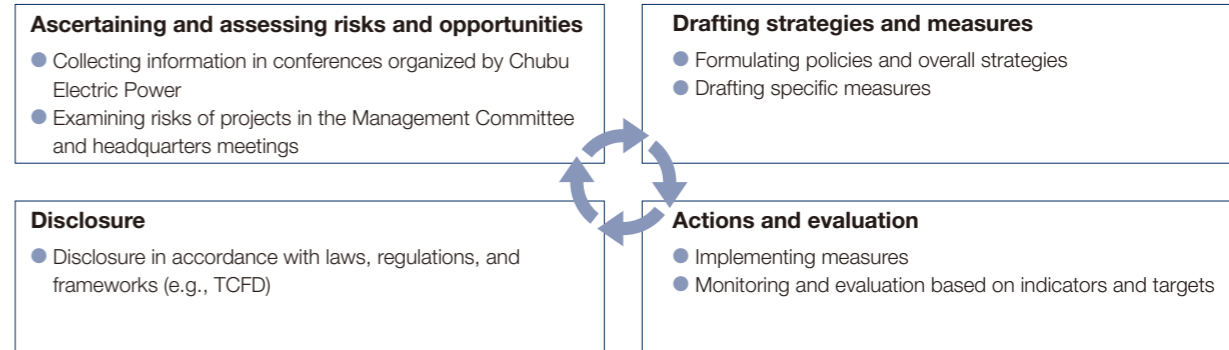 Ascertaining and assessing risks and opportunities
● Collecting information in conferences organized by Chubu
Electric Power
● Examining risks of projects in the Management Committee
and headquarters meetings
Drafting strategies and measures
● Formulating policies and overall strategies
● Drafting specific measures
Disclosure
● Disclosure in accordance with laws, regulations, and
frameworks (e.g., TCFD)
Actions and evaluation
● Implementing measures
● Monitoring and evaluation based on indicators and targets